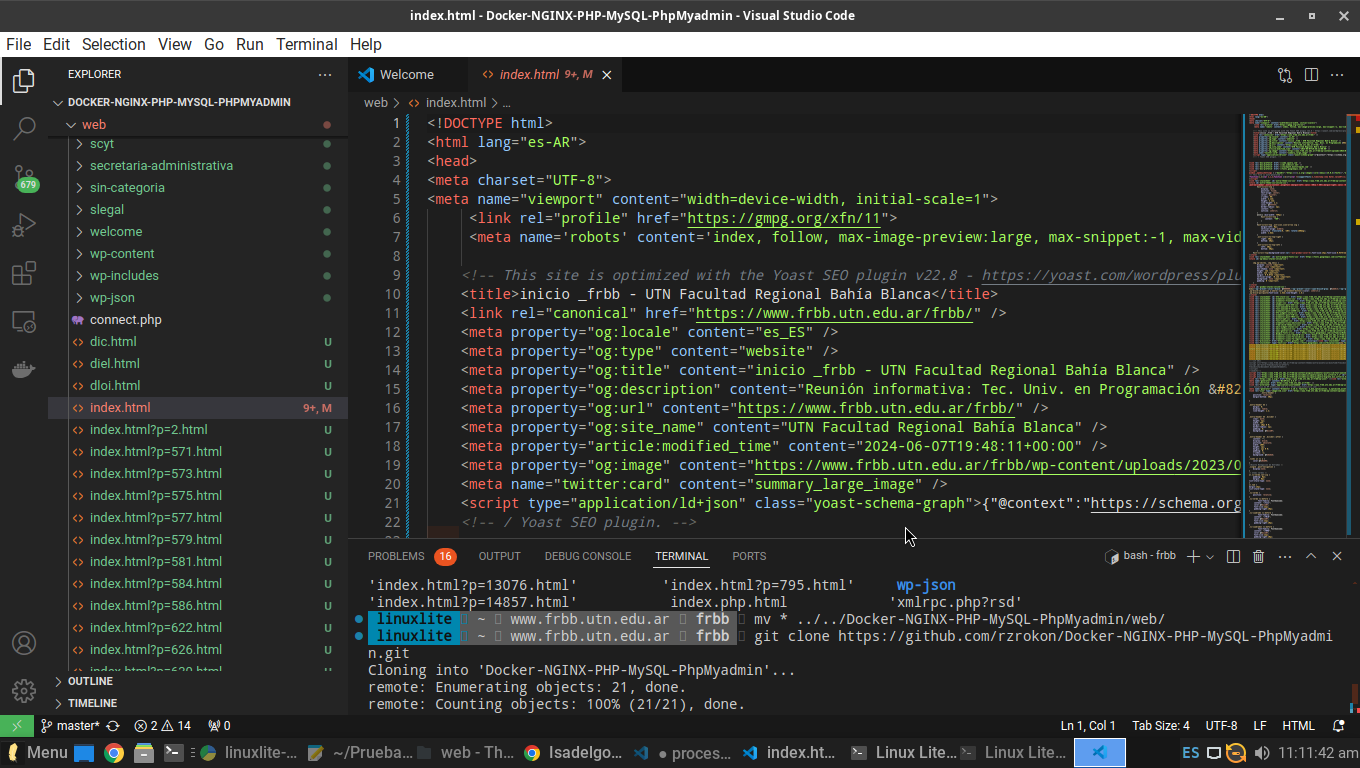 index.html - Docker-NGINX-PHP-MySQL-PhpMyadmin - Visual Studio Code
File Edit Selection View Go Run Terminal Help
EXPLORER
DOCKER-NGINX-PHP-MYSQL-PHPMYADMIN
web
scyt
secretaria-administrativa
sin-categoria
slegal
welcome
wp-content
wp-includes
wp-json
connect.php
dic.html U
diel.html U
dloi.html U
index.html 9+, M
index.html?p=2.html U
index.html?p=571.html U
index.html?p=573.html U
index.html?p=575.html U
index.html?p=577.html U
index.html?p=579.html U
index.html?p=581.html U
index.html?p=584.html U
index.html?p=586.html U
index.html?p=622.html U
index.html?p=626.html U
OUTLINE
TIMELINE
679
Welcome
index.html 9+, M
web > index.html > ...
1 <!DOCTYPE html>
2 <html lang="es-AR">
3 <head>
4 <meta charset="UTF-8">
5 <meta name="viewport" content="width=device-width, initial-scale=1">
6 <link rel="profile" href="https://gmpg.org/xfn/11">
7 <meta name='robots' content='index, follow, max-image-preview:large, max-snippet:-1, max-vid
8
9 <!-- This site is optimized with the Yoast SEO plugin v22.8 - https://yoast.com/wordpress/plu
10 <title>inicio _frbb - UTN Facultad Regional Bahía Blanca</title>
11 <link rel="canonical" href="https://www.frbb.utn.edu.ar/frbb/" />
12 <meta property="og:locale" content="es_ES" />
13 <meta property="og:type" content="website" />
14 <meta property="og:title" content="inicio _frbb - UTN Facultad Regional Bahía Blanca" />
15 <meta property="og:description" content="Reunión informativa: Tec. Univ. en Programación &#82
16 <meta property="og:url" content="https://www.frbb.utn.edu.ar/frbb/" />
17 <meta property="og:site_name" content="UTN Facultad Regional Bahía Blanca" />
18 <meta property="article:modified_time" content="2024-06-07T19:48:11+00:00" />
19 <meta property="og:image" content="https://www.frbb.utn.edu.ar/frbb/wp-content/uploads/2023/0
20 <meta name="twitter:card" content="summary_large_image" />
21 <script type="application/ld+json" class="yoast-schema-graph">{"@context":"https://schema.org
22 <!-- / Yoast SEO plugin. -->
PROBLEMS 16 OUTPUT DEBUG CONSOLE TERMINAL PORTS bash - frbb
'index.html?p=13076.html' 'index.html?p=795.html' wp-json
'index.html?p=14857.html' index.php.html 'xmlrpc.php?rsd'
linuxlite ~ www.frbb.utn.edu.ar frbb mv * ../../Docker-NGINX-PHP-MySQL-PhpMyadmin/web/
linuxlite ~ www.frbb.utn.edu.ar frbb git clone https://github.com/rzrokon/Docker-NGINX-PHP-MySQL-PhpMyadmi
n.git
Cloning into 'Docker-NGINX-PHP-MySQL-PhpMyadmin'...
remote: Enumerating objects: 21, done.
remote: Counting objects: 100% (21/21), done.
master* 2 14 0 Ln 1, Col 1 Tab Size: 4 UTF-8 LF HTML
Menu linuxlite-... ~/Prueba... web - Th... Isadelgo... ● proces... index.ht... Linux Lite... Linux Lite... ES 11:11:42 am